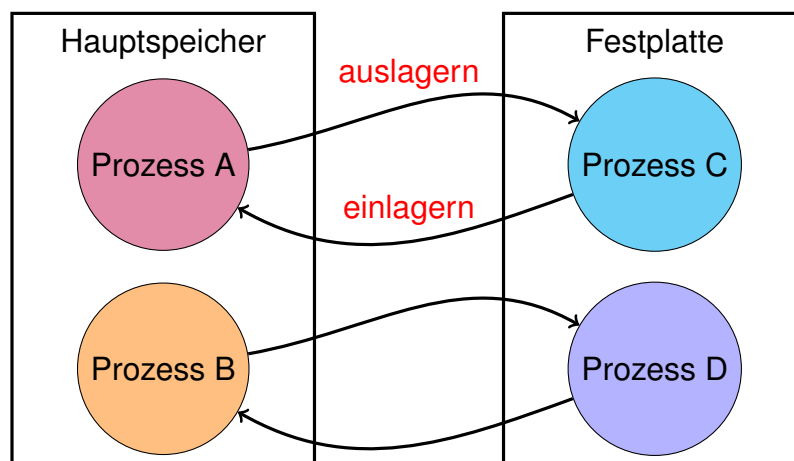 Hauptspeicher
Festplatte
auslagern
Prozess A
Prozess C
einlagern
Prozess B
Prozess D